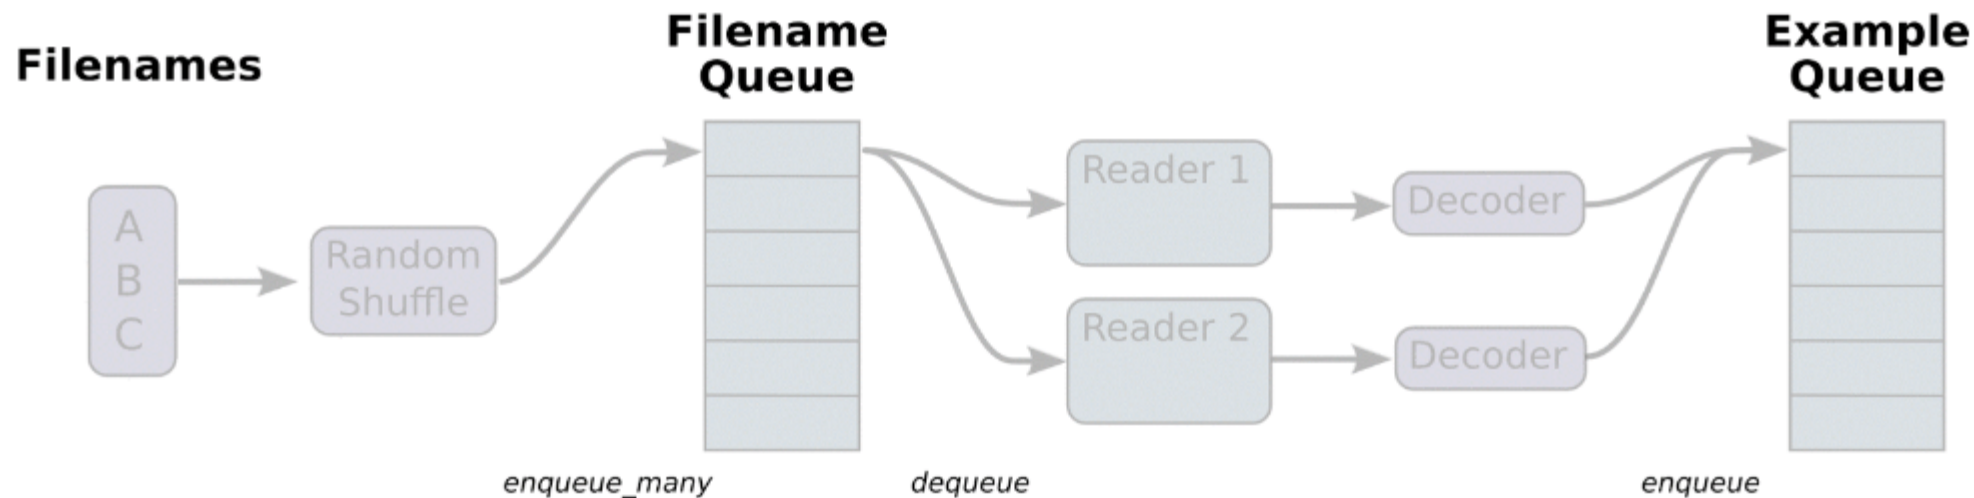 Filenames
A
B
C
Random
Shuffle
enqueue_many
Filename
Queue
dequeue
Reader 1
Reader 2
Decoder
Decoder
enqueue
Example
Queue